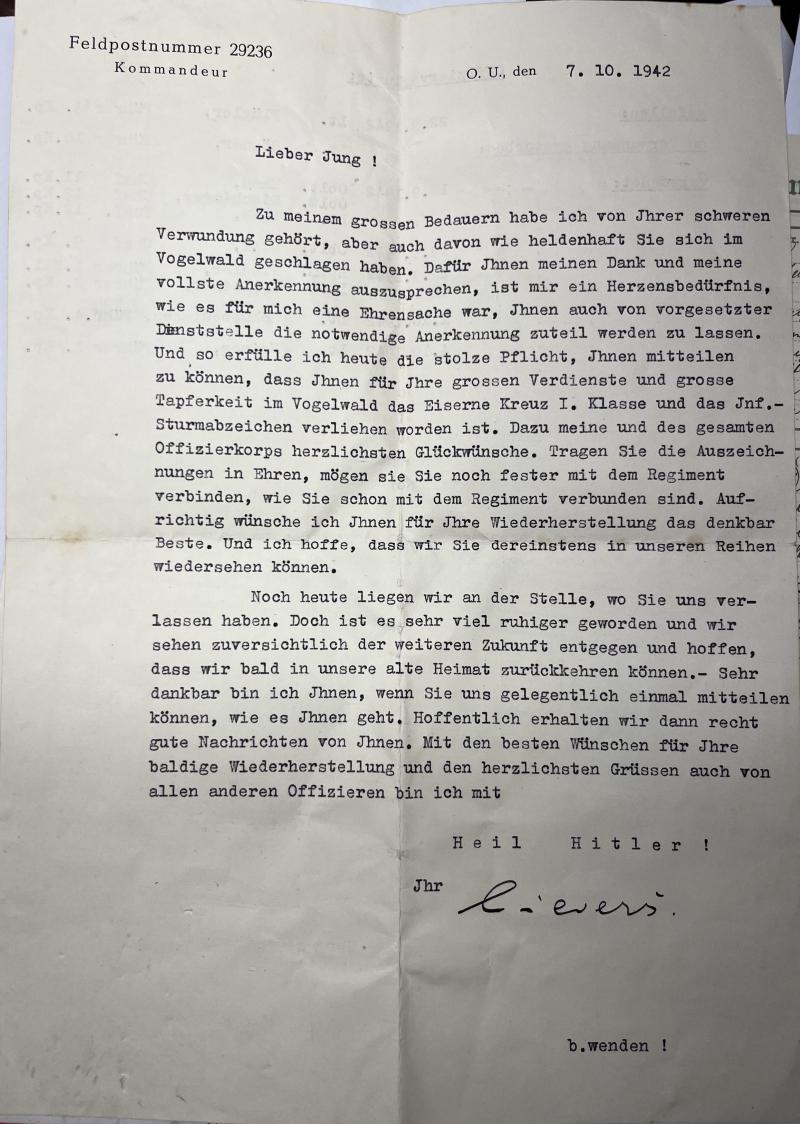 Feldpostnummer 29236
Kommandeur
O. U., den 7. 10. 1942
Lieber Jung !
Zu meinem grossen Bedauern habe ich von Jhrer schweren
Verwundung gehört, aber auch davon wie heldenhaft Sie sich im
Vogelwald geschlagen haben. Dafür Jhnen meinen Dank und meine
vollste Anerkennung auszusprechen, ist mir ein Herzensbedürfnis,
wie es für mich eine Ehrensache war, Jhnen auch von vorgesetzter
Dienststelle die notwendige Anerkennung zuteil werden zu lassen.
Und so erfülle ich heute die stolze Pflicht, Jhnen mitteilen
zu können, dass Jhnen für Jhre grossen Verdienste und grosse
Tapferkeit im Vogelwald das Eiserne Kreuz I. Klasse und das Jnf.-
Sturmabzeichen verliehen worden ist. Dazu meine und des gesamten
Offizierkorps herzlichsten Glückwünsche. Tragen Sie die Auszeich-
nungen in Ehren, mögen sie Sie noch fester mit dem Regiment
verbinden, wie Sie schon mit dem Regiment verbunden sind. Auf-
richtig wünsche ich Jhnen für Jhre Wiederherstellung das denkbar
Beste. Und ich hoffe, dass wir Sie dereinstens in unseren Reihen
wiedersehen können.
Noch heute liegen wir an der Stelle, wo Sie uns ver-
lassen haben. Doch ist es sehr viel ruhiger geworden und wir
sehen zuversichtlich der weiteren Zukunft entgegen und hoffen,
dass wir bald in unsere alte Heimat zurückkehren können.- Sehr
dankbar bin ich Jhnen, wenn Sie uns gelegentlich einmal mitteilen
können, wie es Jhnen geht. Hoffentlich erhalten wir dann recht
gute Nachrichten von Jhnen. Mit den besten Wünschen für Jhre
baldige Wiederherstellung und den herzlichsten Grüssen auch von
allen anderen Offizieren bin ich mit
Heil Hitler !
Jhr
b.wenden !